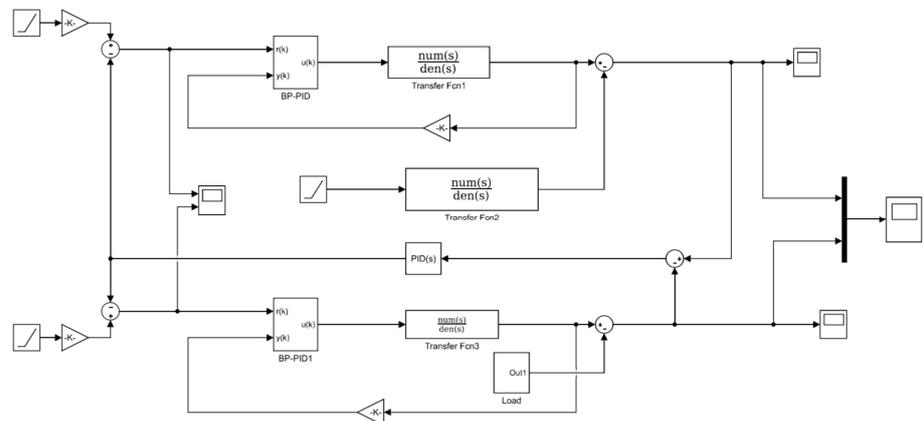 -K-
r(k)
u(k)
y(k)
BP-PID
num(s)
den(s)
Transfer Fcn1
-K-
num(s)
den(s)
Transfer Fcn2
PID(s)
r(k)
u(k)
y(k)
BP-PID1
num(s)
den(s)
Transfer Fcn3
-K-
Out1
Load
-K-